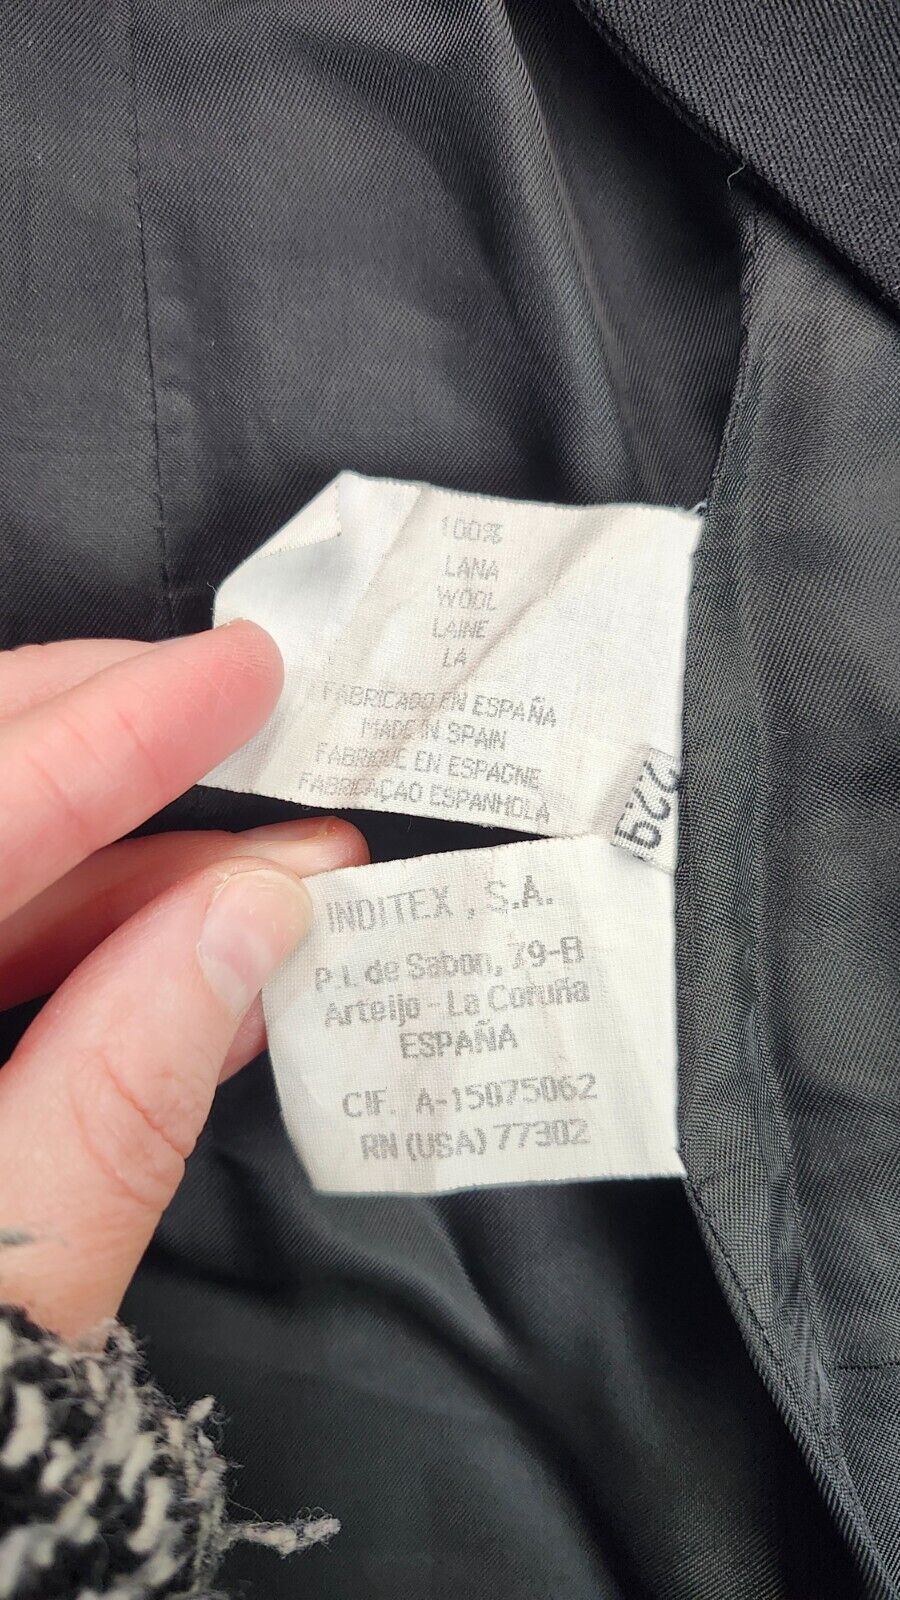 100%
LANA
WOOL
LAINE
LA
FABRICADO EN ESPAÑA
MADE IN SPAIN
FABRIQUE EN ESPAGNE
FABRICAÇAO ESPANHOLA
INDITEX, S.A.
P.I. de Sabon, 79-B
Arteijo - La Coruña
ESPAÑA
CIF. A-15075062
RN (USA) 77302